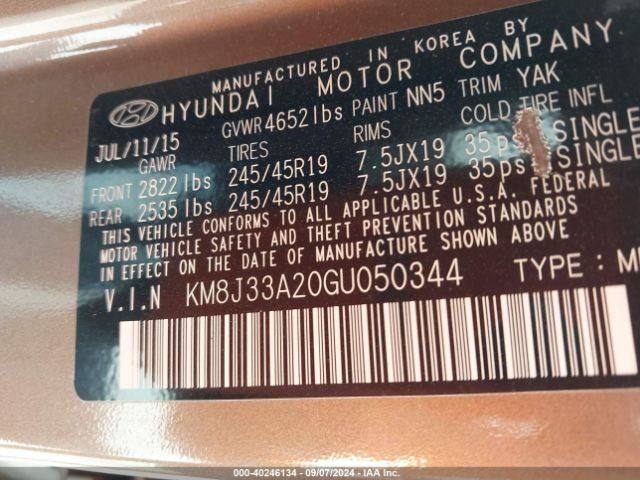 MANUFACTURED IN KOREA BY
HYUNDAI MOTOR COMPANY
JUL/11/15 GVWR 4652 lbs PAINT NN5 TRIM YAK
GAWR TIRES RIMS COLD TIRE INFL
FRONT 2822 lbs 245/45R19 7.5JX19 35 ps SINGLE
REAR 2535 lbs 245/45R19 7.5JX19 35 ps SINGLE
THIS VEHICLE CONFORMS TO ALL APPLICABLE U.S.A. FEDERAL
MOTOR VEHICLE SAFETY AND THEFT PREVENTION STANDARDS
IN EFFECT ON THE DATE OF MANUFACTURE SHOWN ABOVE
V.I.N KM8J33A20GU050344 TYPE : M
000-40246134 - 09/07/2024 - IAA Inc.